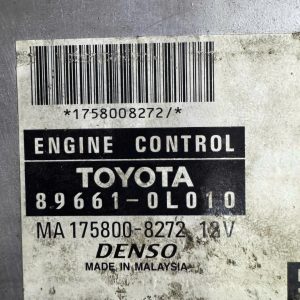 *1758008272/*
ENGINE CONTROL
TOYOTA
89661-0L010
MA 175800-8272 12V
DENSO
MADE IN MALAYSIA